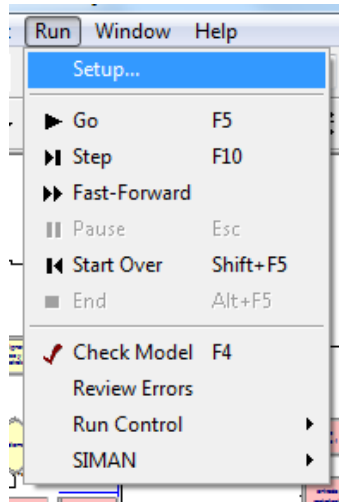 Run Window Help
Setup...
Go F5
Step F10
Fast-Forward
Pause Esc
Start Over Shift+F5
End Alt+F5
Check Model F4
Review Errors
Run Control
SIMAN